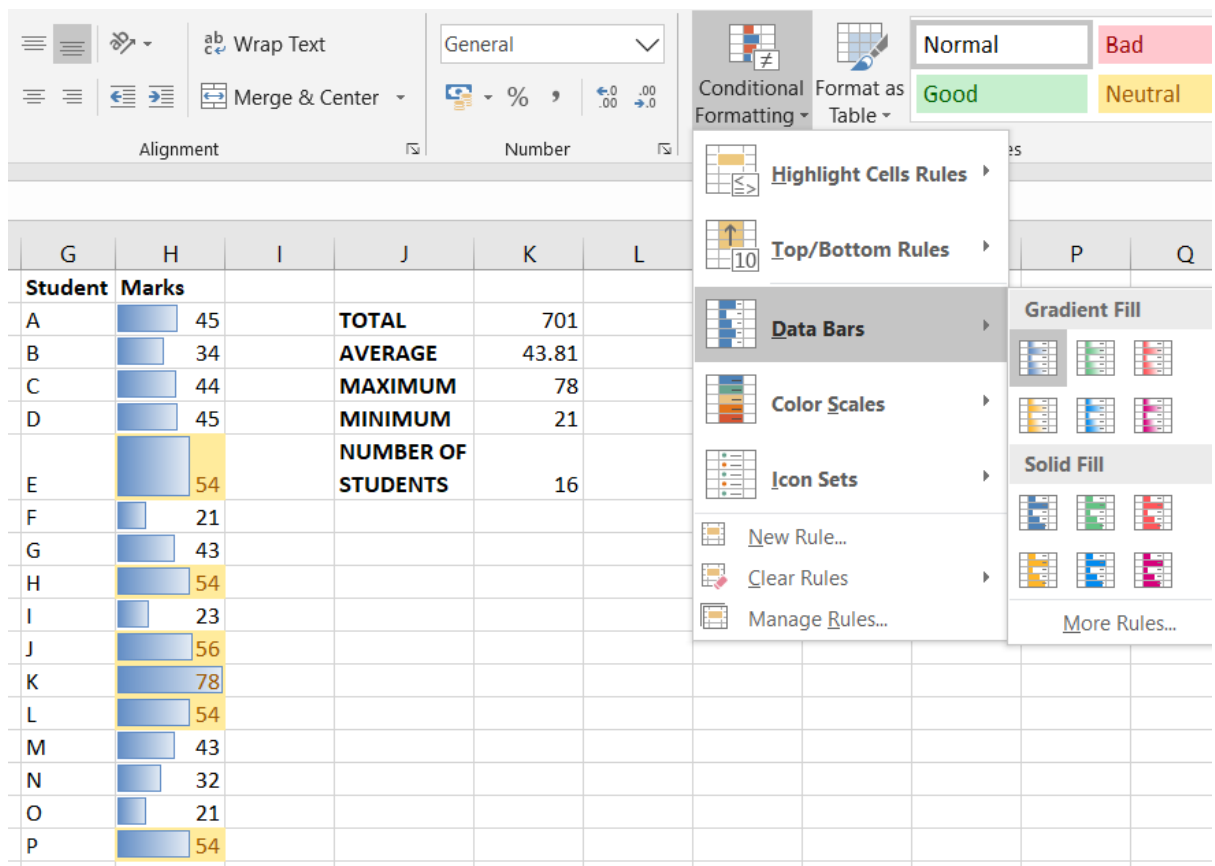 ab Wrap Text
General
Normal
Bad
Merge & Center
%
Conditional Formatting
Format as Table
Good
Neutral
Alignment
Number
es
Highlight Cells Rules
Top/Bottom Rules
10
Data Bars
Color Scales
Icon Sets
New Rule...
Clear Rules
Manage Rules...
Gradient Fill
Solid Fill
More Rules...
G H I J K L P Q
Student Marks
A 45 TOTAL 701
B 34 AVERAGE 43.81
C 44 MAXIMUM 78
D 45 MINIMUM 21
NUMBER OF
E 54 STUDENTS 16
F 21
G 43
H 54
I 23
J 56
K 78
L 54
M 43
N 32
O 21
P 54